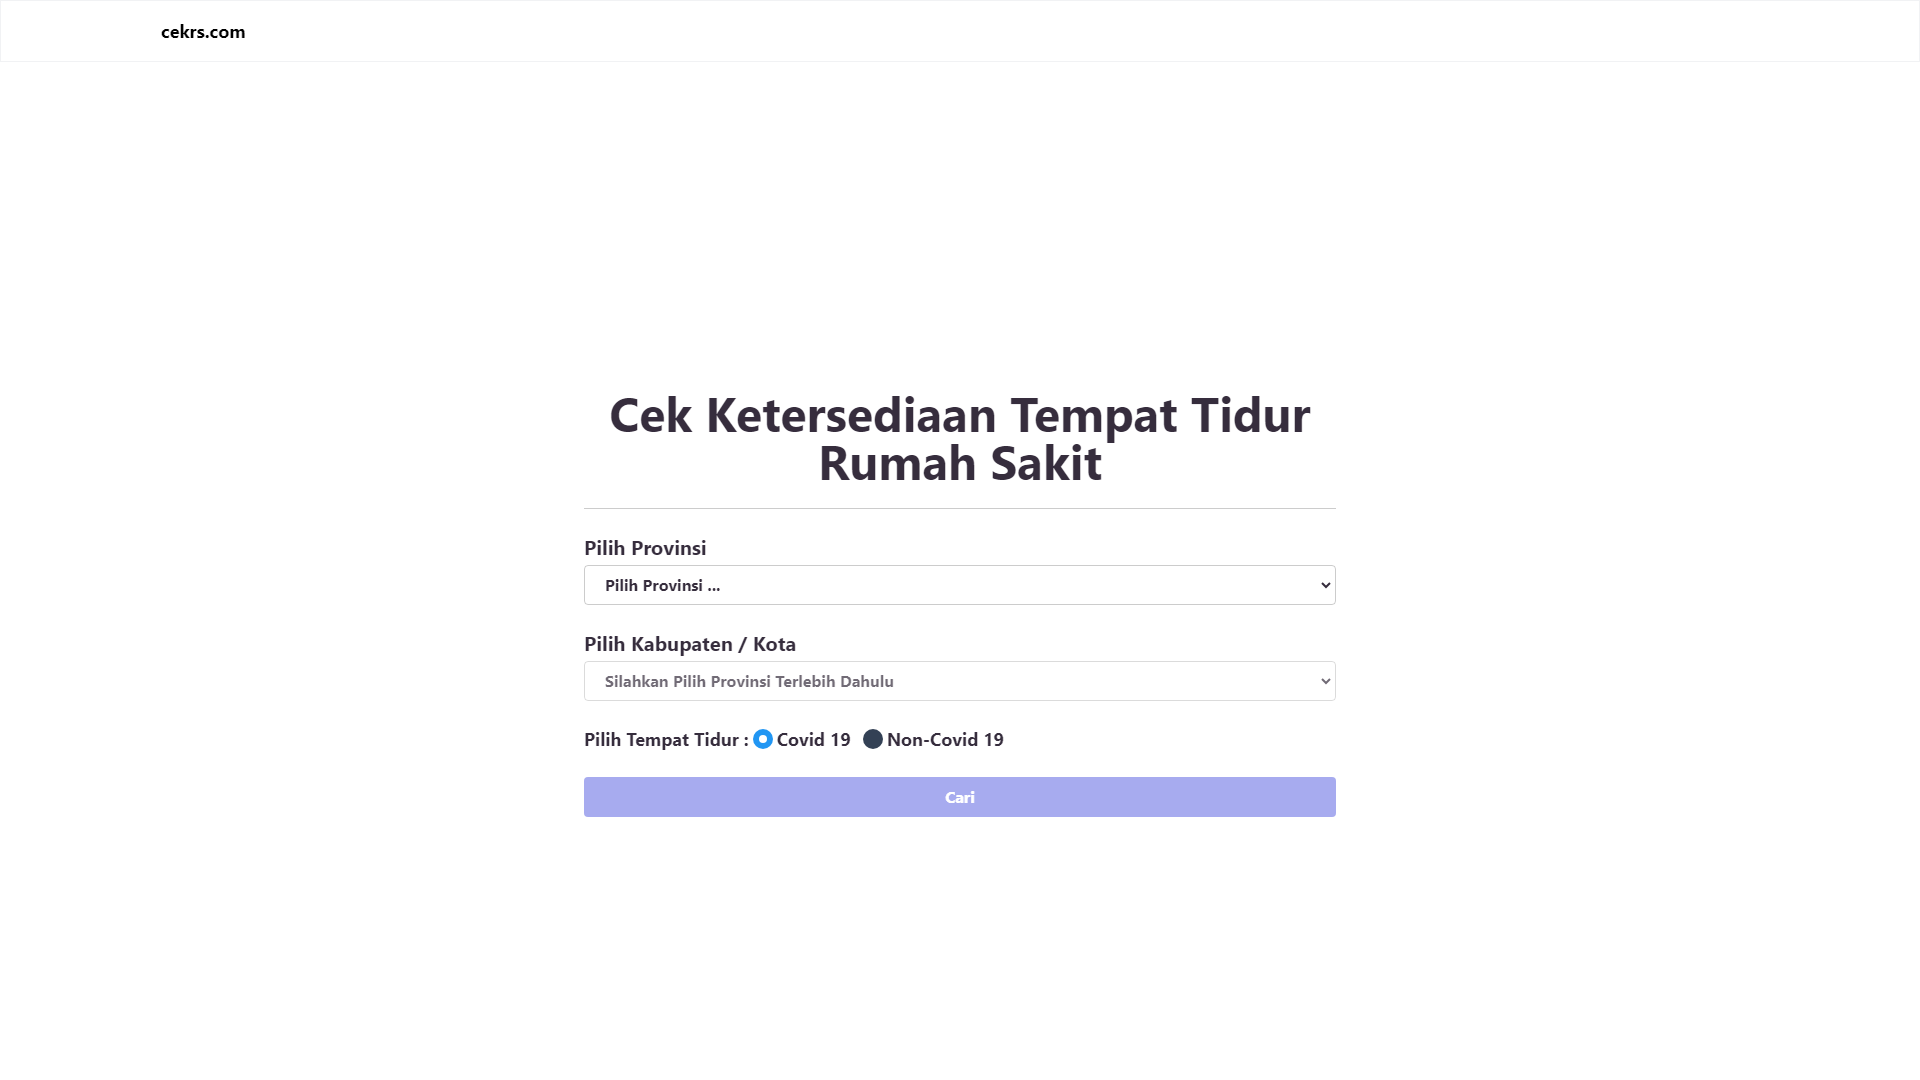 cekrs.com
Cek Ketersediaan Tempat Tidur
Rumah Sakit
Pilih Provinsi
Pilih Provinsi ...
Pilih Kabupaten / Kota
Silahkan Pilih Provinsi Terlebih Dahulu
Pilih Tempat Tidur : Covid 19 Non-Covid 19
Cari